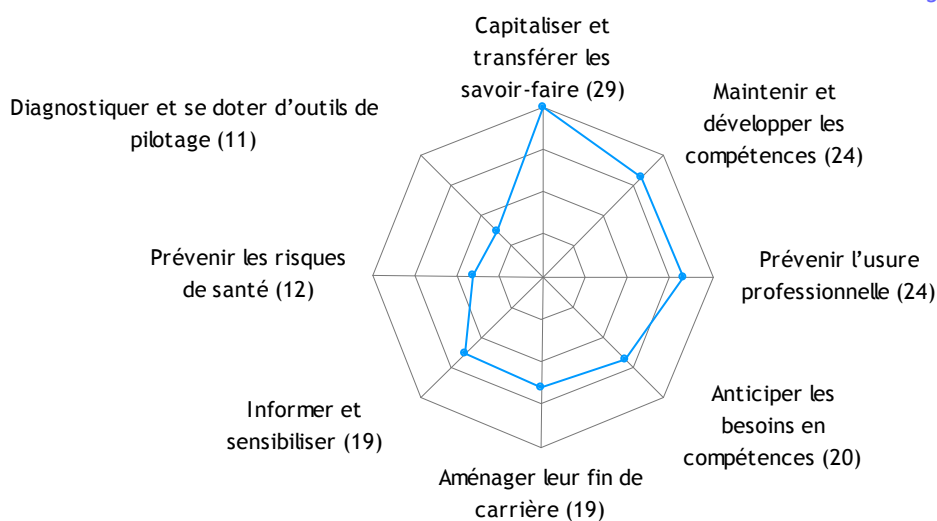 Capitaliser et
transférer les
savoir-faire (29)
Maintenir et
développer les
compétences (24)
Prévenir l’usure
professionnelle (24)
Anticiper les
besoins en
compétences (20)
Aménager leur fin de
carrière (19)
Informer et
sensibiliser (19)
Prévenir les risques
de santé (12)
Diagnostiquer et se doter d’outils de
pilotage (11)